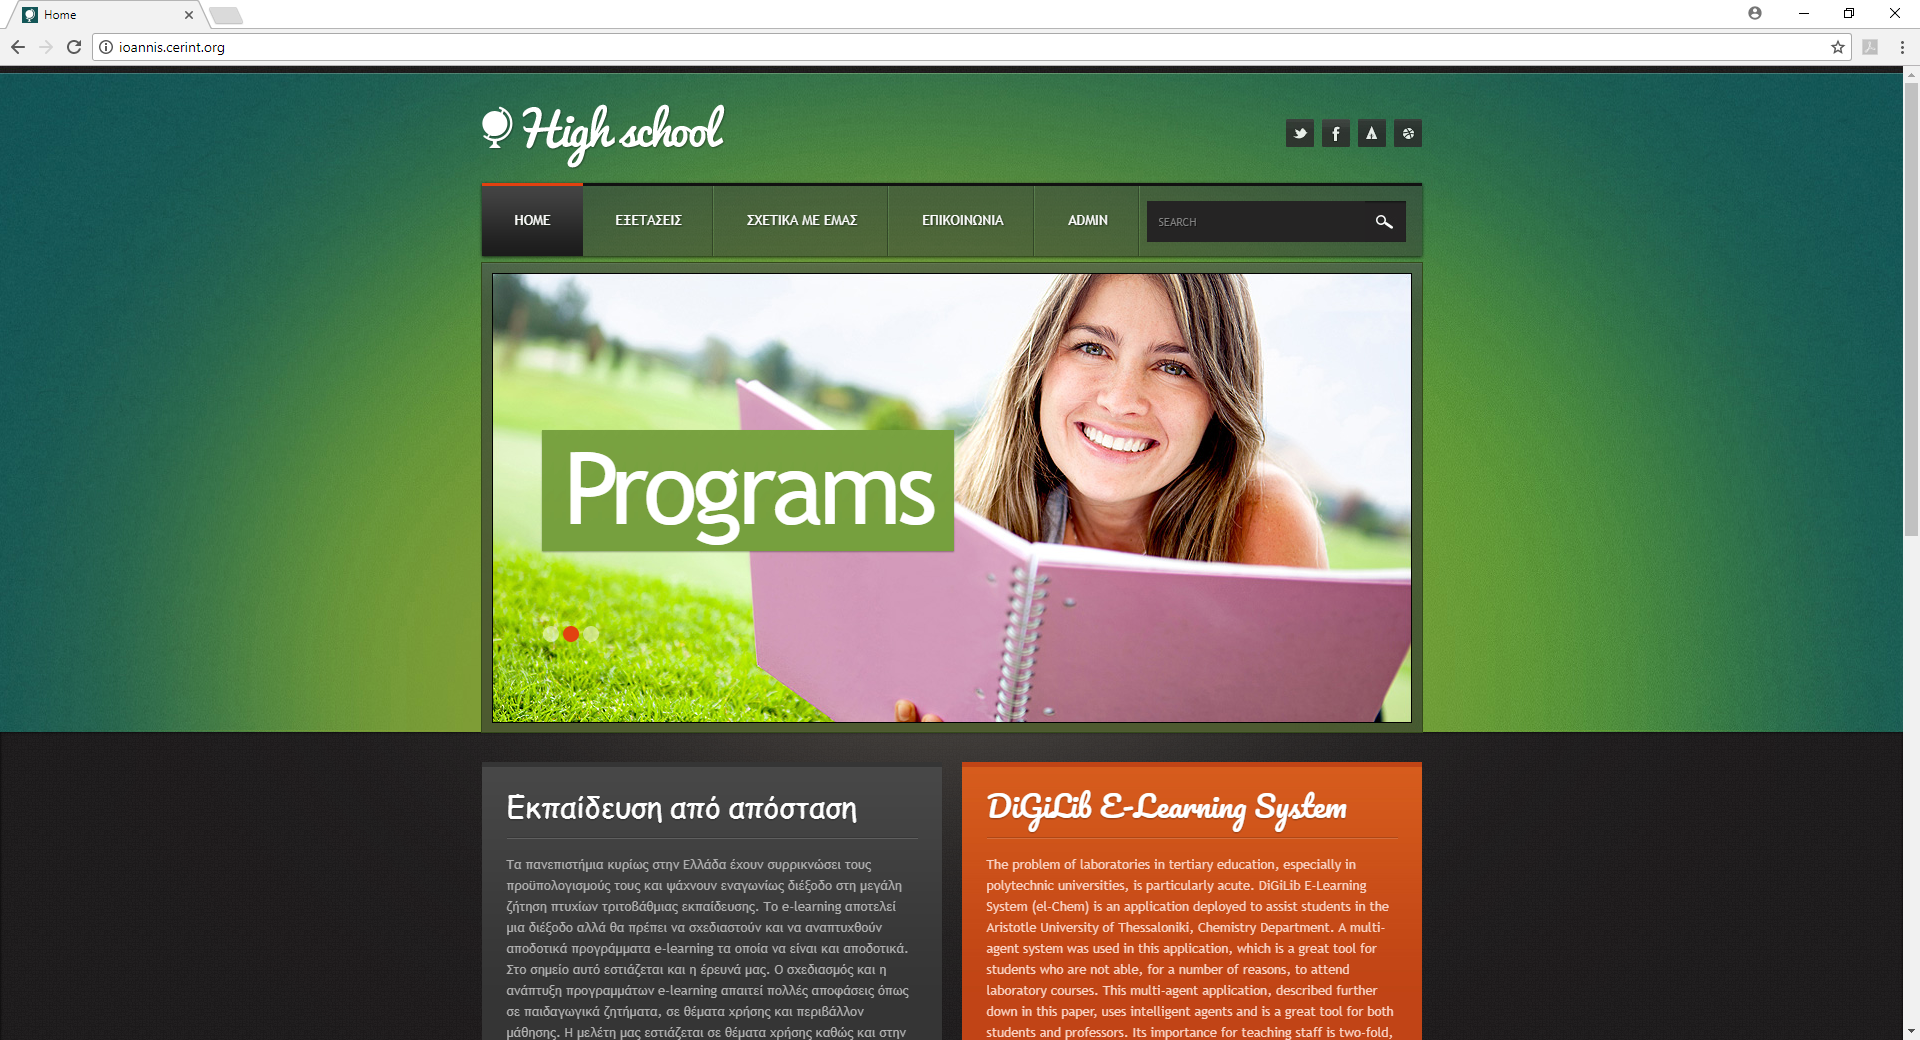 Home
ioannis.cerint.org
High school
HOME
ΕΞΕΤΑΣΕΙΣ
ΣΧΕΤΙΚΑ ΜΕ ΕΜΑΣ
ΕΠΙΚΟΙΝΩΝΙΑ
ADMIN
SEARCH
Programs
Εκπαίδευση από απόσταση
Τα πανεπιστήμια κυρίως στην Ελλάδα έχουν συρρικνώσει τους
προϋπολογισμούς τους και ψάχνουν εναγωνίως διέξοδο στη μεγάλη
ζήτηση πτυχίων τριτοβάθμιας εκπαίδευσης. Το e-learning αποτελεί
μια διέξοδο αλλά θα πρέπει να σχεδιαστούν και να αναπτυχθούν
αποδοτικά προγράμματα e-learning τα οποία να είναι και αποδοτικά.
Στο σημείο αυτό εστιάζεται και η έρευνά μας. Ο σχεδιασμός και η
ανάπτυξη προγραμμάτων e-learning απαιτεί πολλές αποφάσεις όπως
σε παιδαγωγικά ζητήματα, σε θέματα χρήσης και περιβάλλον
μάθησης. Η μελέτη μας εστιάζεται σε θέματα χρήσης καθώς και στην
DiGiLib E-Learning System
The problem of laboratories in tertiary education, especially in
polytechnic universities, is particularly acute. DiGiLib E-Learning
System (el-Chem) is an application deployed to assist students in the
Aristotle University of Thessaloniki, Chemistry Department. A multi-
agent system was used in this application, which is a great tool for
students who are not able, for a number of reasons, to attend
laboratory courses. This multi-agent application, described further
down in this paper, uses intelligent agents and is a great tool for both
students and professors. Its importance for teaching staff is two-fold,